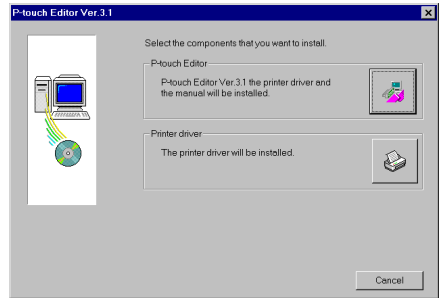 P-touch Editor Ver.3.1
Select the components that you want to install.
P-touch Editor
P-touch Editor Ver.3.1 the printer driver and
the manual will be installed.
Printer driver
The printer driver will be installed.
Cancel